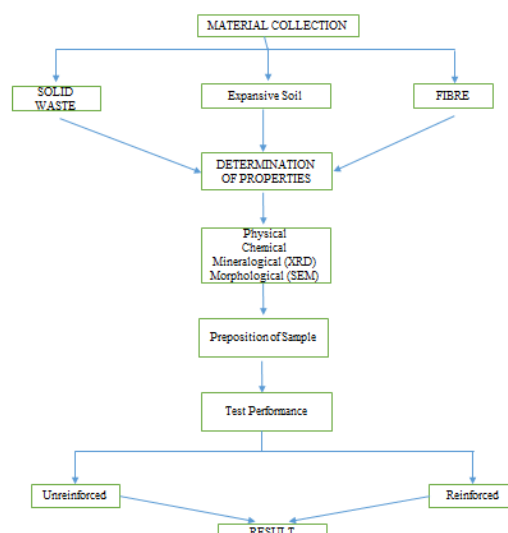 MATERIAL COLLECTION
SOLID
WASTE
Expansive Soil
FIBRE
DETERMINATION
OF PROPERTIES
Physical
Chemical
Mineralogical (XRD)
Morphological (SEM)
Preposition of Sample
Test Performance
Unreinforced
Reinforced
RESULT